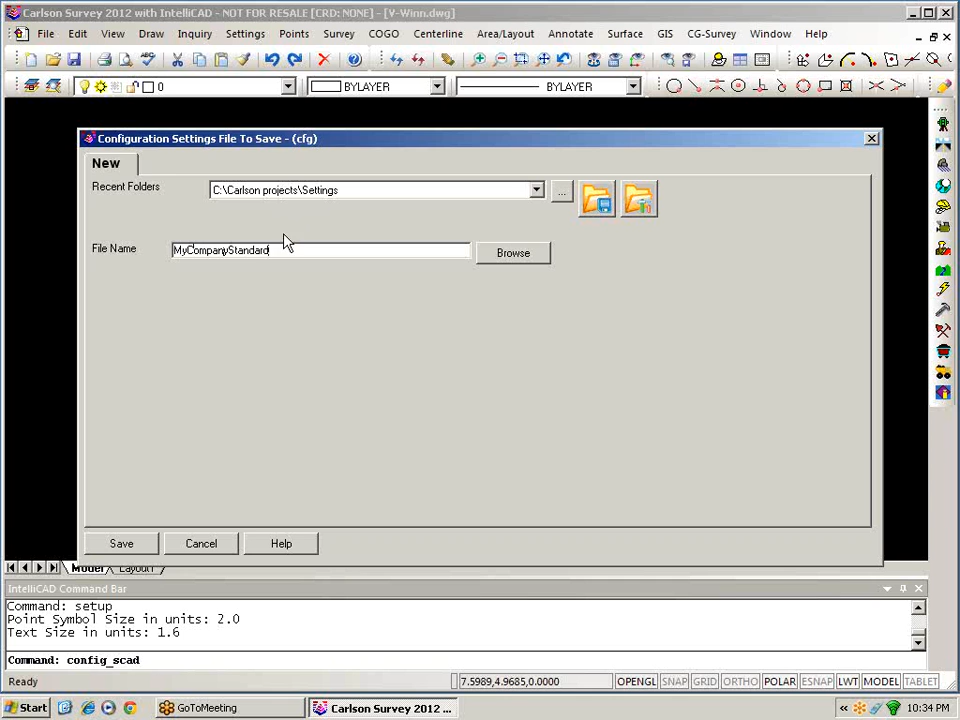 Carlson Survey 2012 with IntelliCAD - NOT FOR RESALE [CRD: NONE] - [V-Winn.dwg]
File Edit View Draw Inquiry Settings Points Survey COGO Centerline Area/Layout Annotate Surface GIS CG-Survey Window Help
0 BYLAYER BYLAYER
Configuration Settings File To Save - (cfg)
New
Recent Folders C:\Carlson projects\Settings ...
File Name MyCompanyStandard Browse
Save Cancel Help
Model Layout1
IntelliCAD Command Bar
Command: setup
Point Symbol Size in units: 2.0
Text Size in units: 1.6
Command: config_scad
Ready 7.5989,4.9685,0.0000 OPENGL SNAP GRID ORTHO POLAR ESNAP LWT MODEL TABLET
Start GoToMeeting Carlson Survey 2012 ... « 10:34 PM